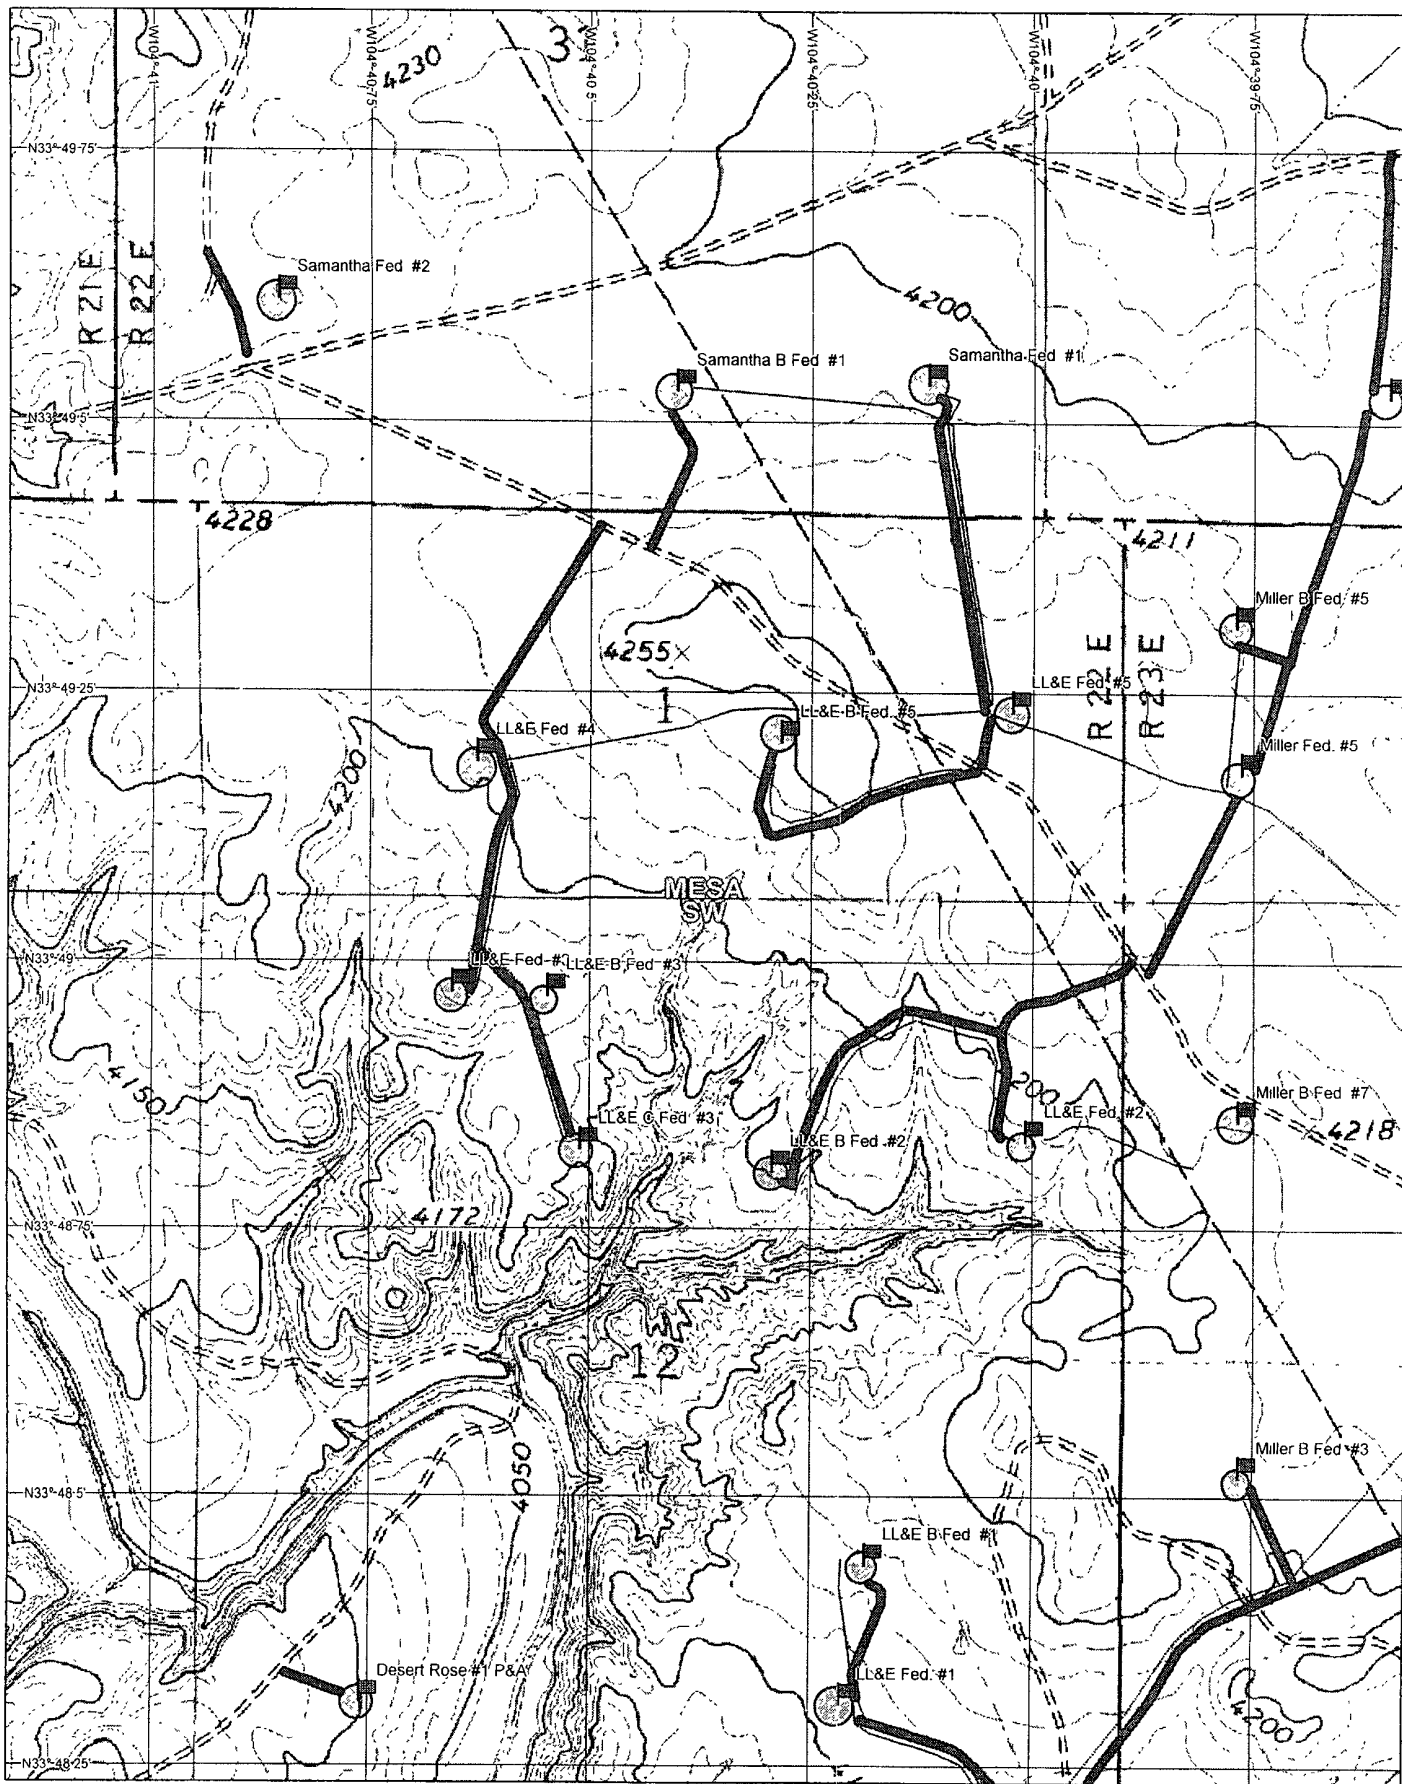 3
W104°41'
W104°40.75'
W104°40.5'
W104°40.25'
W104°40'
W104°39.75'
4230
N33°49.75'
R 21 E
R 22 E
Samantha Fed #2
4200
Samantha B Fed #1
Samantha Fed #1
N33°49.5'
4228
4211
Miller B Fed. #5
4255×
R 22 E
R 23 E
N33°49.25'
1
LL&E Fed #5
LL&E B Fed. #5
LL&E Fed #4
Miller Fed. #5
4200
MESA
SW
N33°49'
LL&E Fed #3
LL&E B Fed #3
4150
200
Miller B Fed #7
LL&E C Fed #3
LL&E Fed #2
LL&E B Fed #2
4218
×4172
N33°48.75'
12
4050
Miller B Fed #3
N33°48.5'
LL&E B Fed #1
Desert Rose #1 P&A
LL&E Fed. #1
4200
N33°48.25'